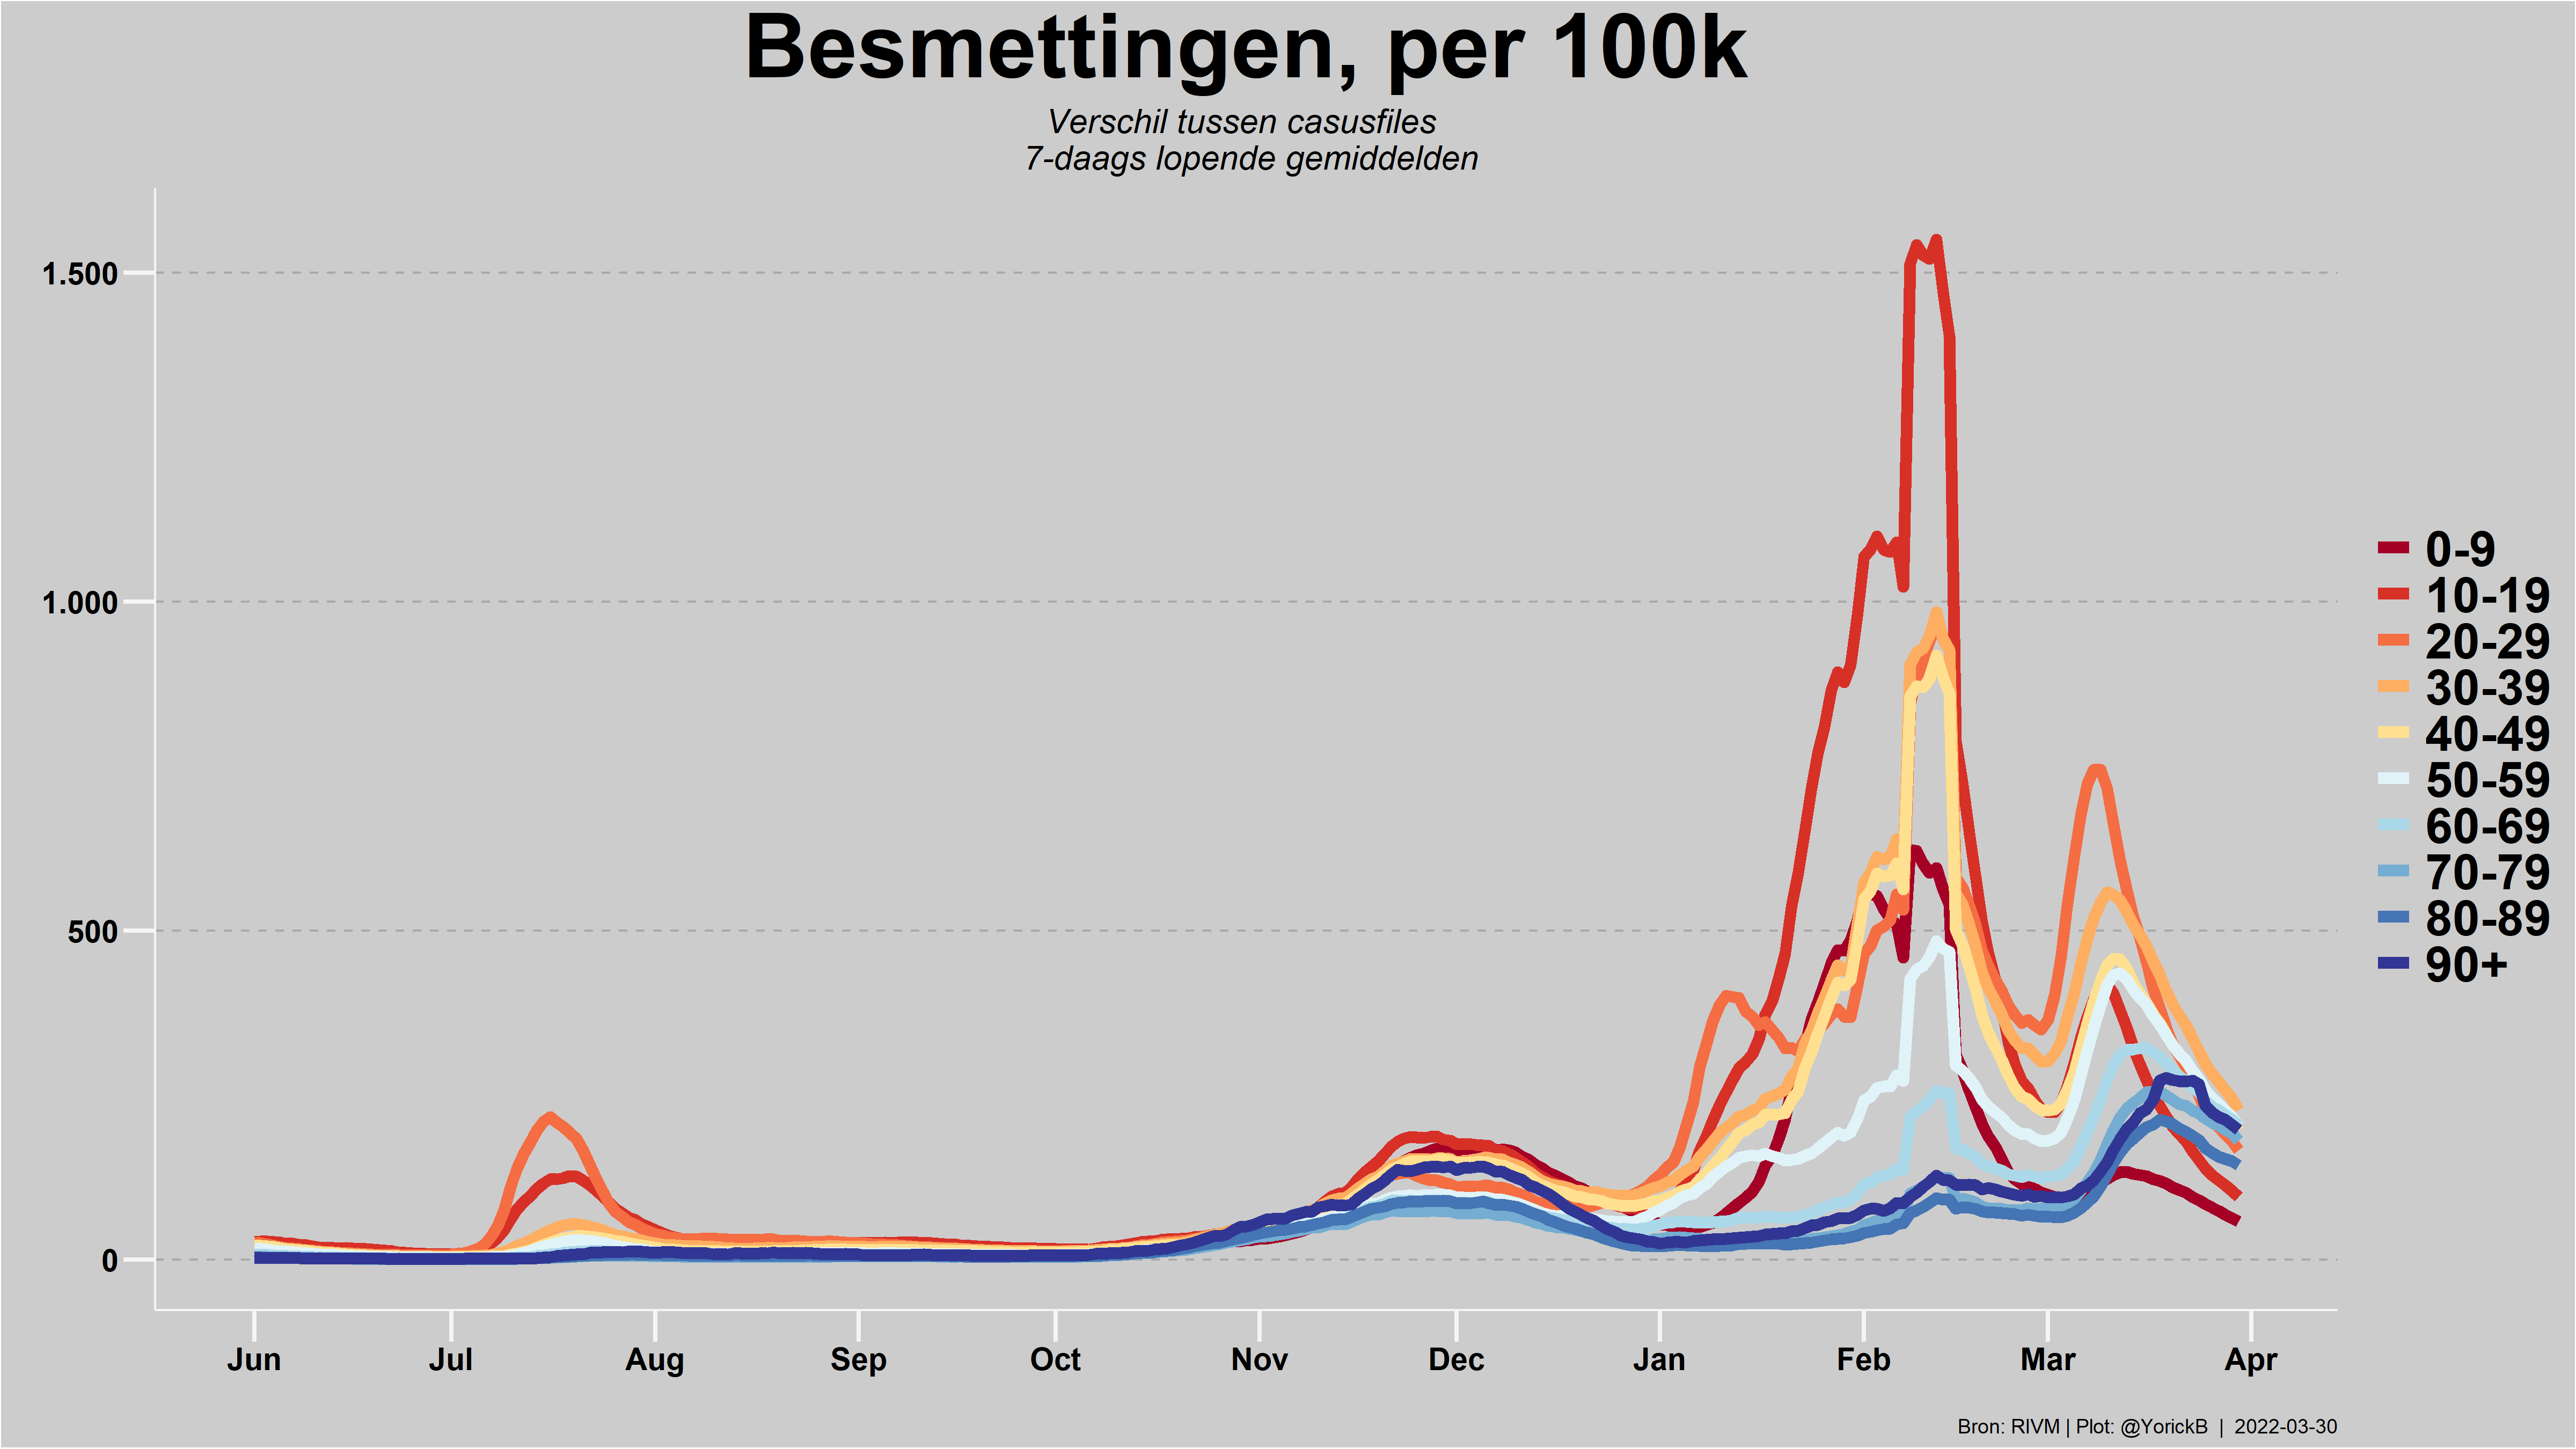 Besmettingen, per 100k
Verschil tussen casusfiles
7-daags lopende gemiddelden
1.500
1.000
500
0
Jun Jul Aug Sep Oct Nov Dec Jan Feb Mar Apr
0-9
10-19
20-29
30-39
40-49
50-59
60-69
70-79
80-89
90+
Bron: RIVM | Plot: @YorickB | 2022-03-30